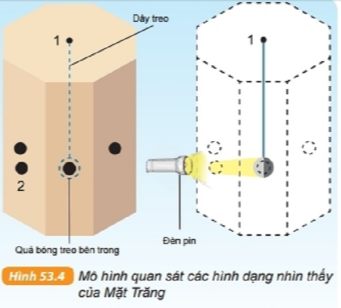 Dây treo
1
1
2
Đèn pin
Quả bóng treo bên trong
Hình 53.4 Mô hình quan sát các hình dạng nhìn thấy
của Mặt Trăng